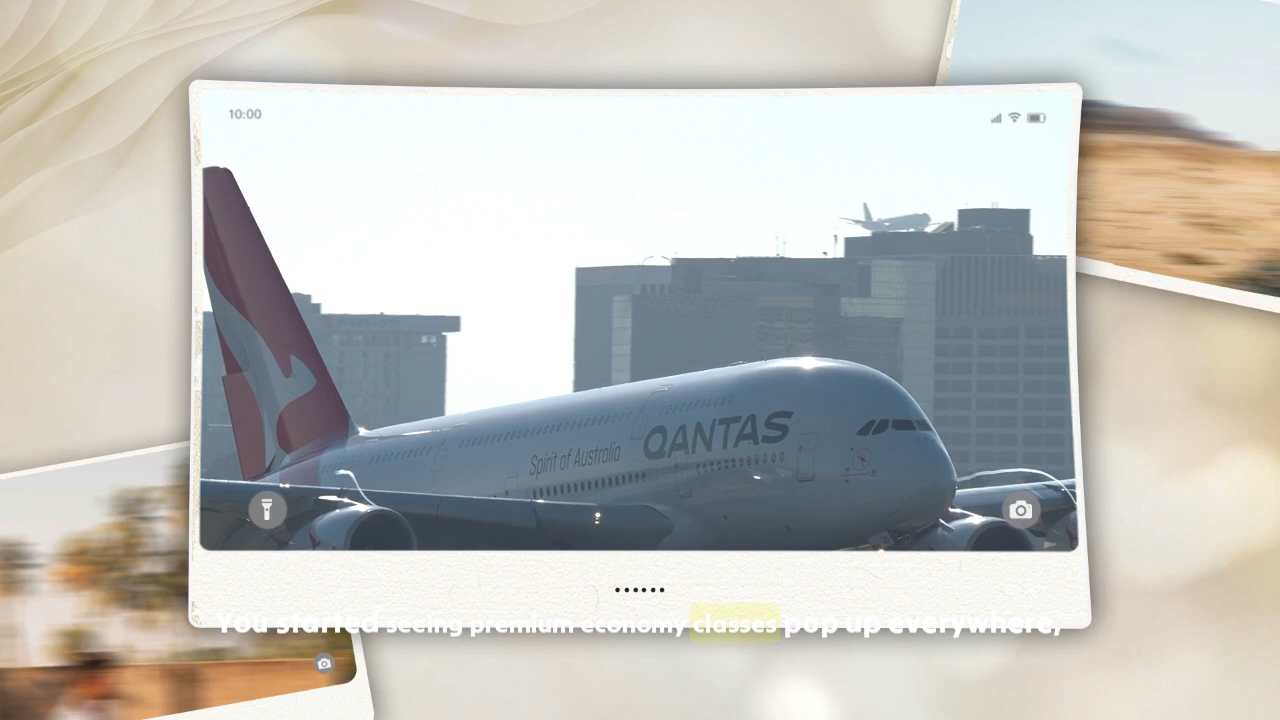 10:00
Spirit of Australia
QANTAS
You started seeing premium economy classes pop up everywhere,